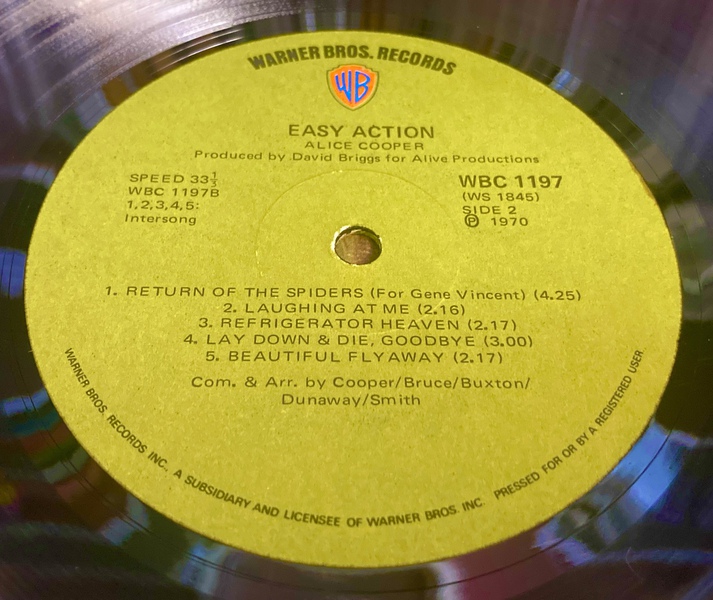 WARNER BROS. RECORDS
WB
EASY ACTION
ALICE COOPER
Produced by David Briggs for Alive Productions
SPEED 33⅓
WBC 1197B
1,2,3,4,5:
Intersong
WBC 1197
(WS 1845)
SIDE 2
Ⓟ 1970
1. RETURN OF THE SPIDERS (For Gene Vincent) (4.25)
2. LAUGHING AT ME (2.16)
3. REFRIGERATOR HEAVEN (2.17)
4. LAY DOWN & DIE, GOODBYE (3.00)
5. BEAUTIFUL FLYAWAY (2.17)
Com. & Arr. by Cooper/Bruce/Buxton/
Dunaway/Smith
WARNER BROS. RECORDS INC., A SUBSIDIARY AND LICENSEE OF WARNER BROS. INC. PRESSED FOR OR BY A REGISTERED USER